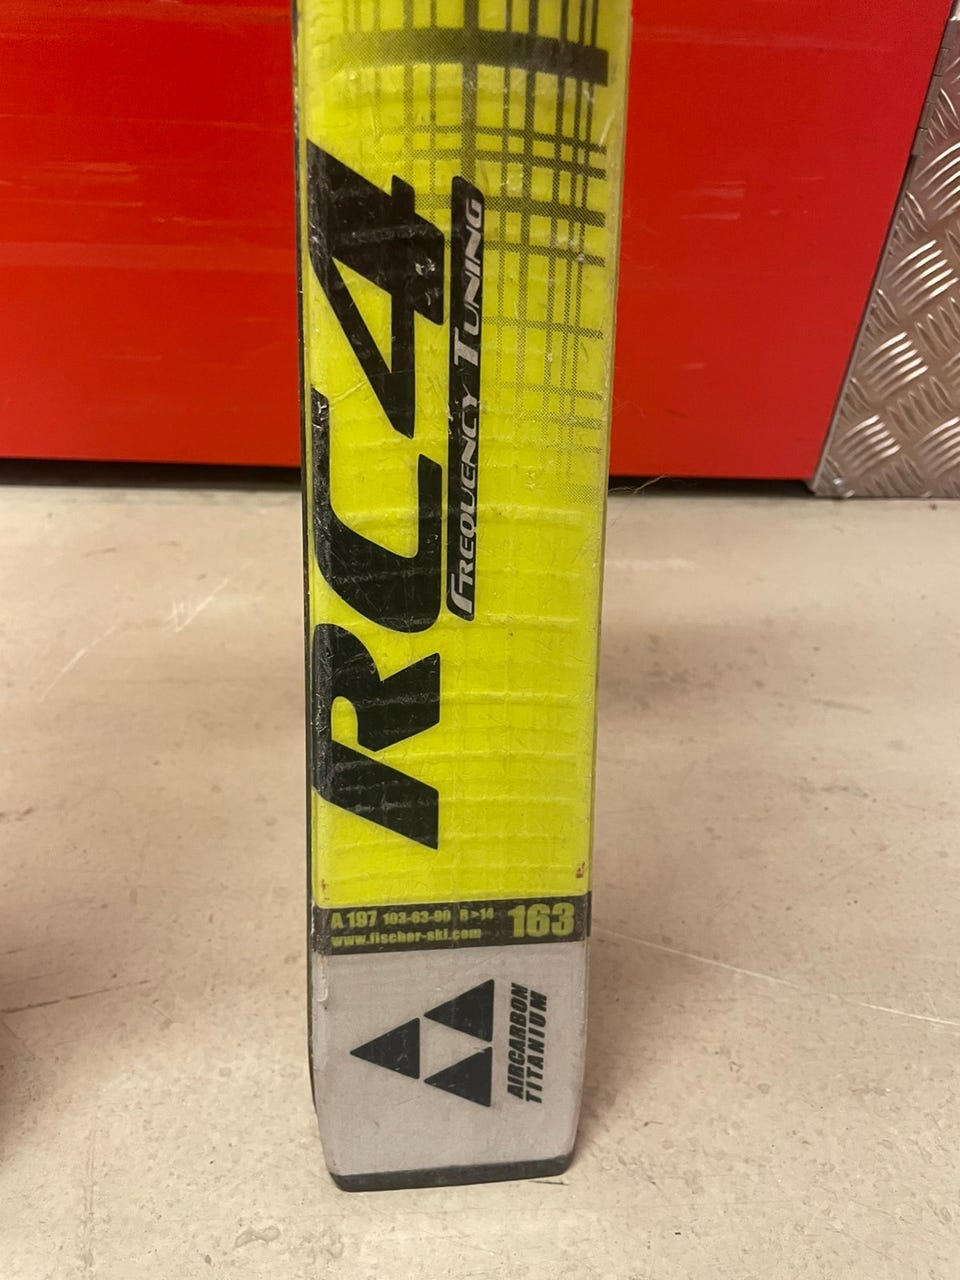 RC4
FREQUENCY TUNING
A 197 103-63-90 R>14 163
www.fischer-ski.com
AIRCARBON
TITANIUM